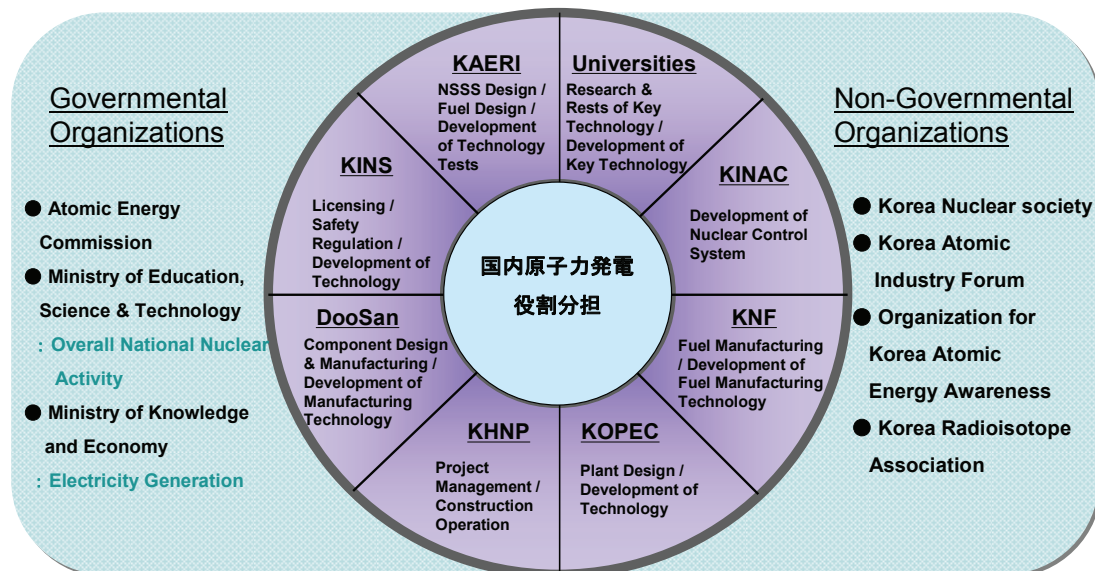 Governmental
Organizations
● Atomic Energy
Commission
● Ministry of Education,
Science & Technology
: Overall National Nuclear
Activity
● Ministry of Knowledge
and Economy
: Electricity Generation
KAERI
NSSS Design /
Fuel Design /
Development
of Technology
Tests
Universities
Research &
Rests of Key
Technology /
Development of
Key Technology
KINS
Licensing /
Safety
Regulation /
Development of
Technology
KINAC
Development of
Nuclear Control
System
国内原子力発電
役割分担
DooSan
Component Design
& Manufacturing /
Development of
Manufacturing
Technology
KNF
Fuel Manufacturing
/ Development of
Fuel Manufacturing
Technology
KHNP
Project
Management /
Construction
Operation
KOPEC
Plant Design /
Development of
Technology
Non-Governmental
Organizations
● Korea Nuclear society
● Korea Atomic
Industry Forum
● Organization for
Korea Atomic
Energy Awareness
● Korea Radioisotope
Association